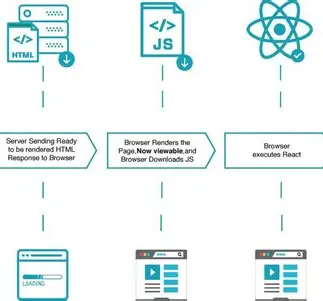 HTML
JS
Server Sending Ready
to be rendered HTML
Response to Browser
Browser Renders the
Page,Now viewable,and
Browser Downloads JS
Browser
executes React
LOADING